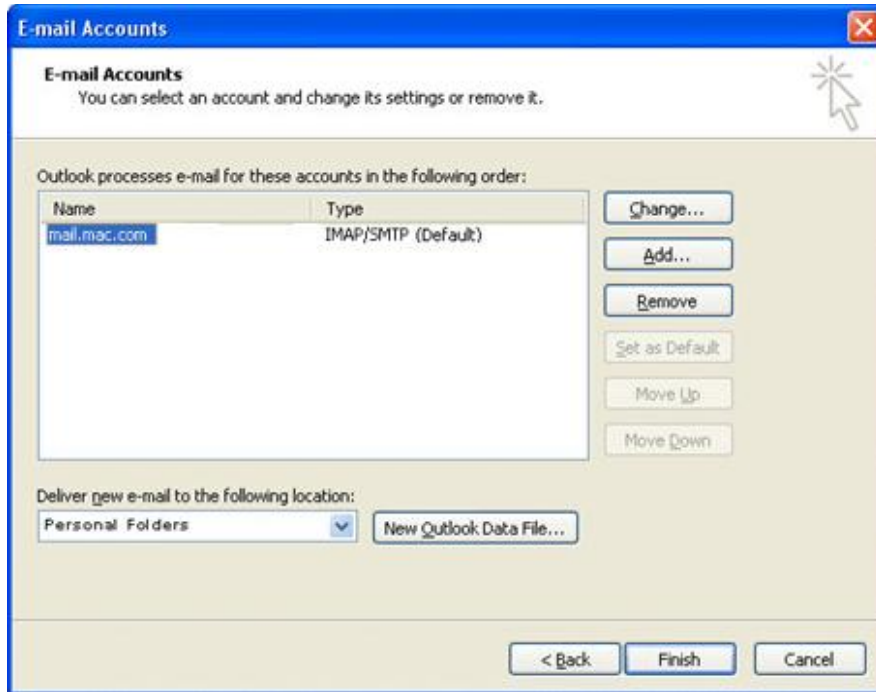 E-mail Accounts
E-mail Accounts
You can select an account and change its settings or remove it.
Outlook processes e-mail for these accounts in the following order:
Name Type
mail.mac.com IMAP/SMTP (Default)
Change...
Add...
Remove
Set as Default
Move Up
Move Down
Deliver new e-mail to the following location:
Personal Folders New Outlook Data File...
< Back Finish Cancel